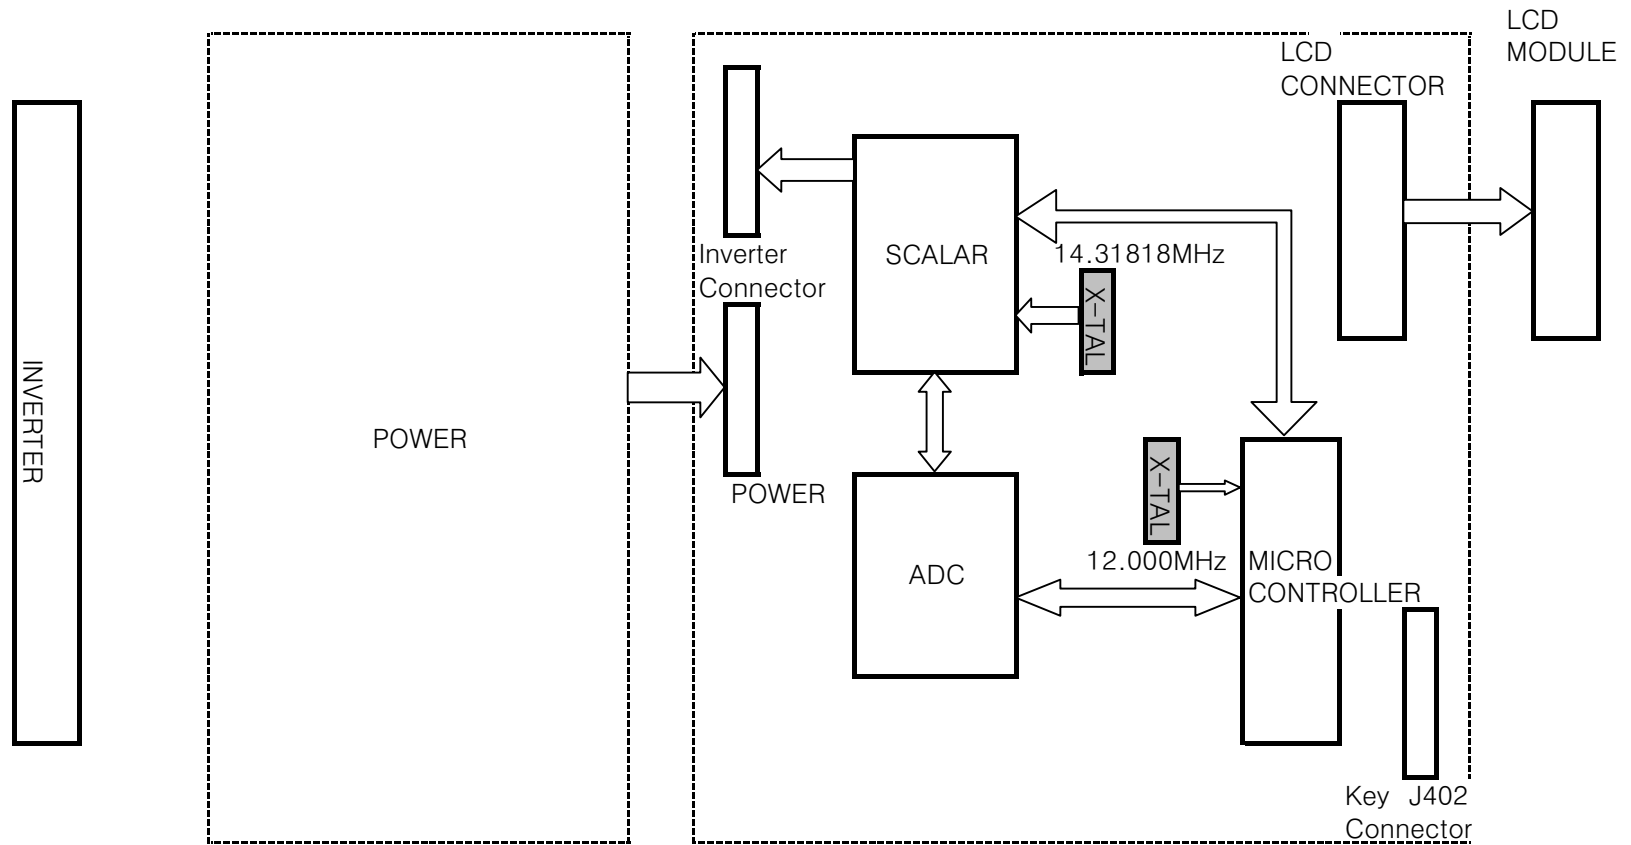 LCD
MODULE
LCD
CONNECTOR
Inverter
Connector
SCALAR
14.31818MHz
X-TAL
INVERTER
POWER
POWER
X-TAL
12.000MHz
ADC
MICRO
CONTROLLER
Key J402
Connector